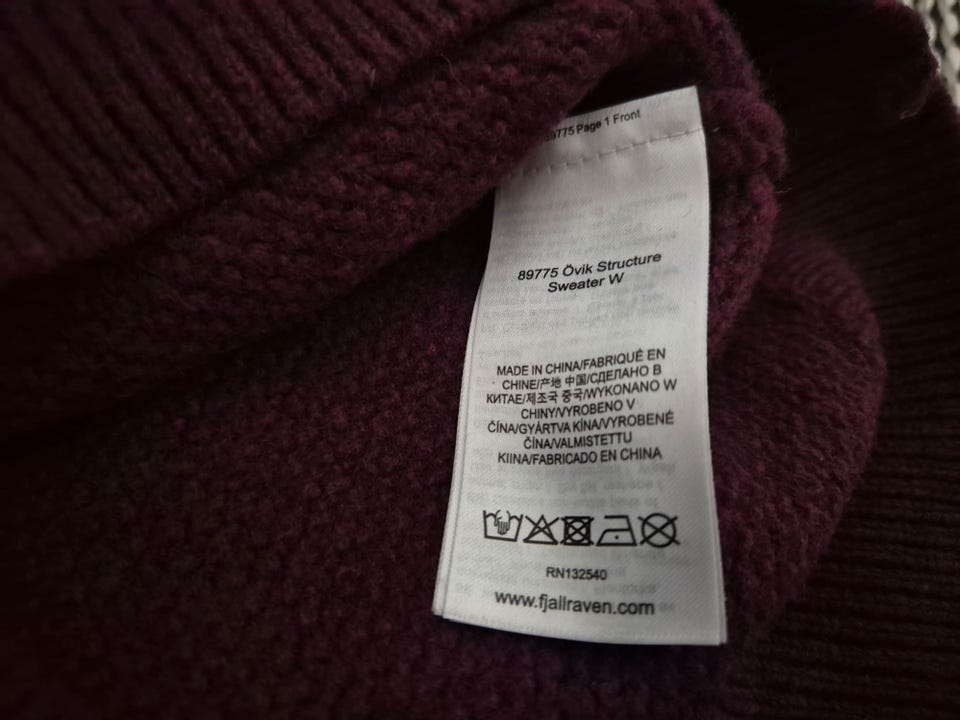 89775 Page 1 Front
89775 Övik Structure
Sweater W
MADE IN CHINA/FABRIQUÉ EN
CHINE/产地 中国/СДЕЛАНО В
КИТАЕ/제조국 중국/WYKONANO W
CHINY/VYROBENO V
ČÍNA/GYÁRTVA KÍNA/VYROBENÉ
ČÍNA/VALMISTETTU
KIINA/FABRICADO EN CHINA
RN132540
www.fjallraven.com